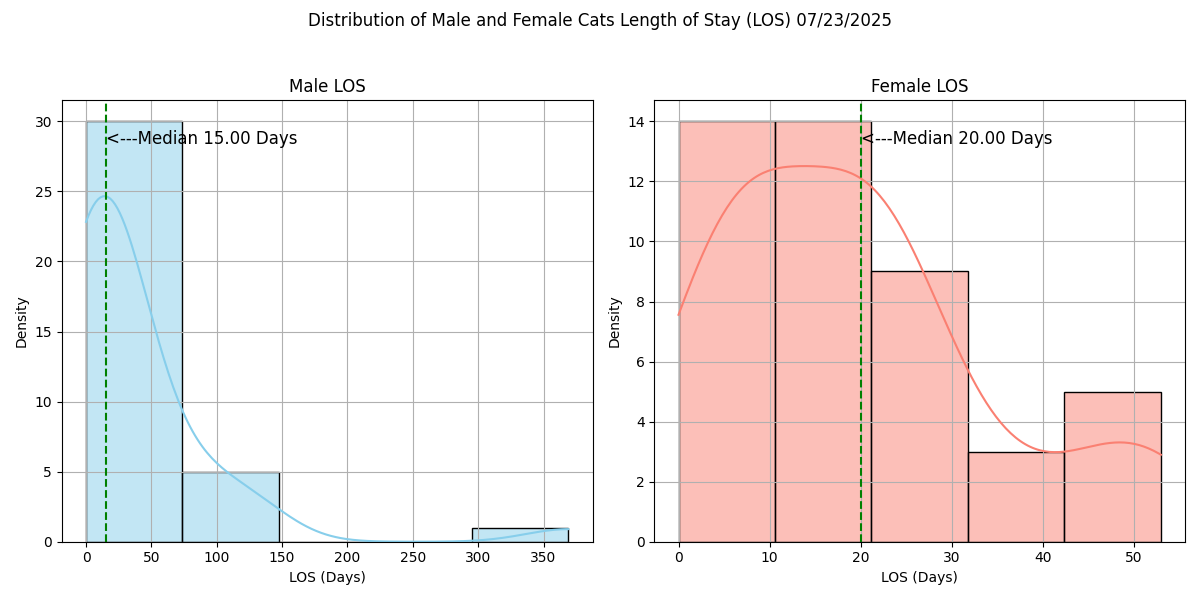 Distribution of Male and Female Cats Length of Stay (LOS) 07/23/2025
Male LOS
<---Median 15.00 Days
Density
30
25
20
15
10
5
0
0 50 100 150 200 250 300 350
LOS (Days)
Female LOS
<---Median 20.00 Days
Density
14
12
10
8
6
4
2
0
0 10 20 30 40 50
LOS (Days)